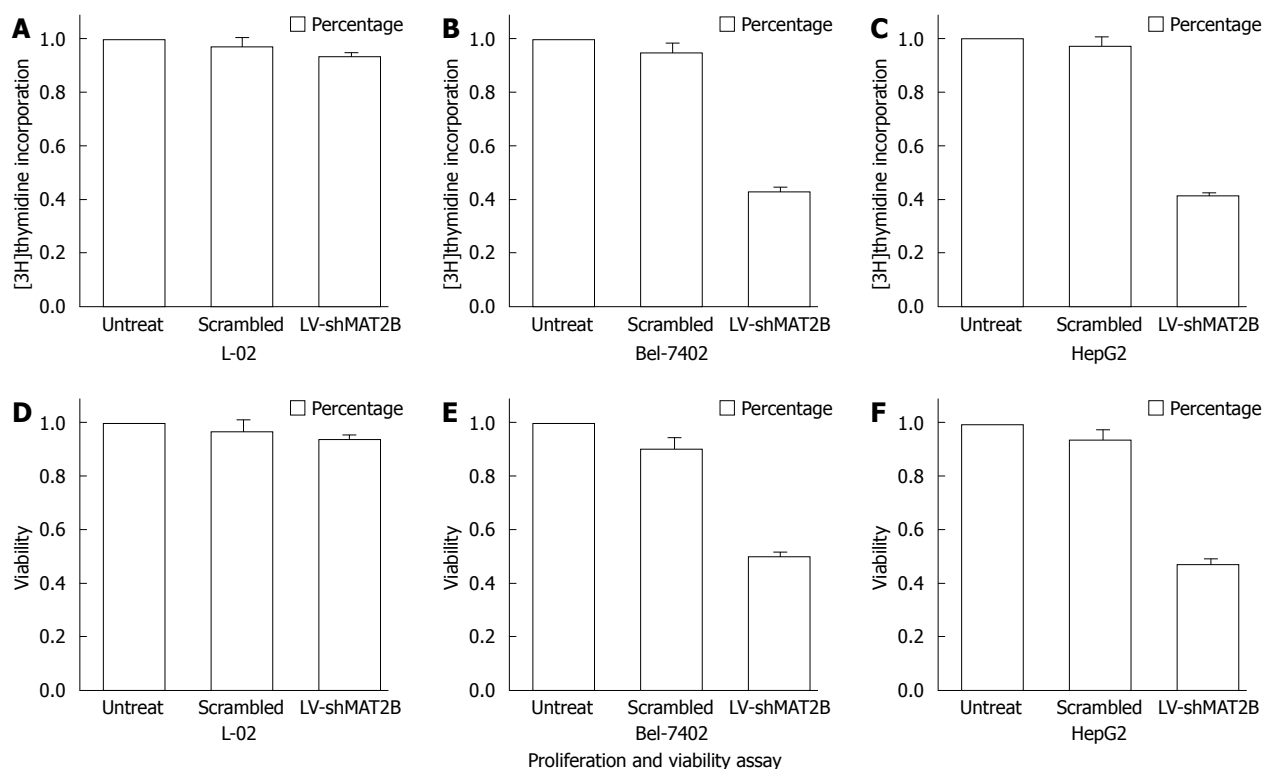 A
Percentage
[3H]thymidine incorporation
1.0
0.8
0.6
0.4
0.2
0.0
Untreat Scrambled LV-shMAT2B
L-02
B
Percentage
[3H]thymidine incorporation
1.0
0.8
0.6
0.4
0.2
0.0
Untreat Scrambled LV-shMAT2B
Bel-7402
C
Percentage
[3H]thymidine incorporation
1.0
0.8
0.6
0.4
0.2
0.0
Untreat Scrambled LV-shMAT2B
HepG2
D
Percentage
Viability
1.0
0.8
0.6
0.4
0.2
0.0
Untreat Scrambled LV-shMAT2B
L-02
E
Percentage
Viability
1.0
0.8
0.6
0.4
0.2
0.0
Untreat Scrambled LV-shMAT2B
Bel-7402
F
Percentage
Viability
1.0
0.8
0.6
0.4
0.2
0.0
Untreat Scrambled LV-shMAT2B
HepG2
Proliferation and viability assay